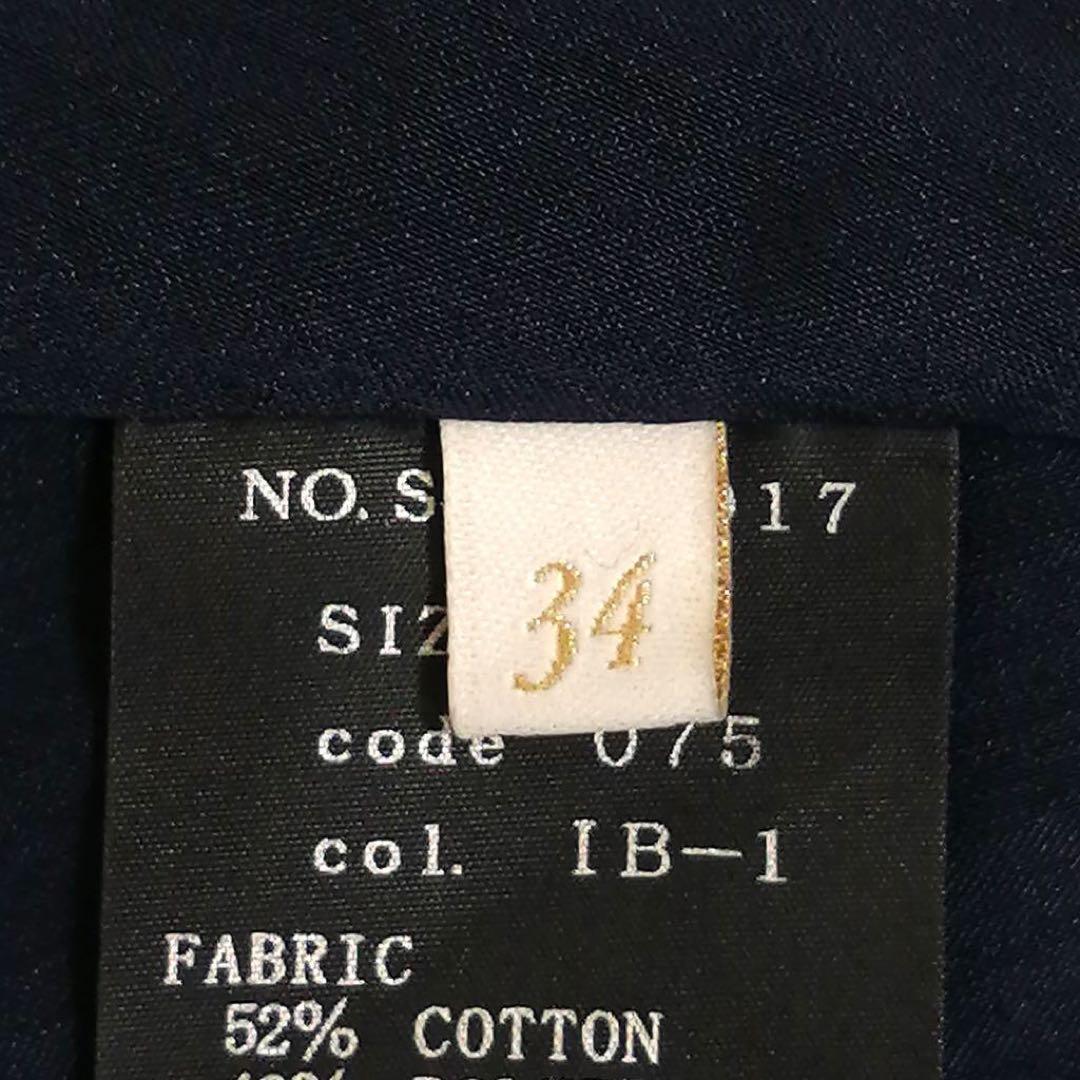 NO. S 17
34
SIZ
code 075
col. IB-1
FABRIC
52% COTTON